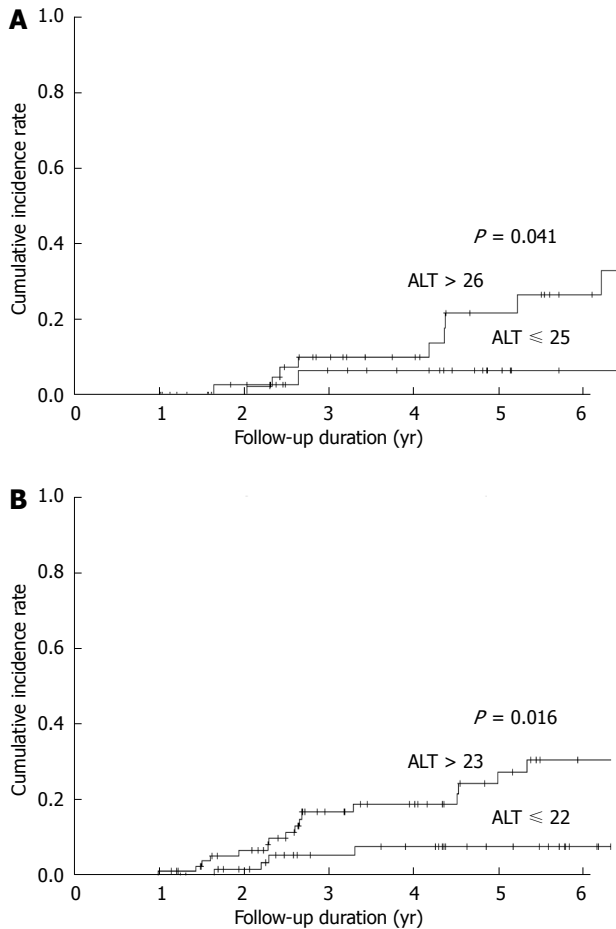 A
1.0
0.8
0.6
0.4
0.2
0.0
Cumulative incidence rate
P = 0.041
ALT > 26
ALT ⩽ 25
0 1 2 3 4 5 6
Follow-up duration (yr)
B
1.0
0.8
0.6
0.4
0.2
0.0
Cumulative incidence rate
P = 0.016
ALT > 23
ALT ⩽ 22
0 1 2 3 4 5 6
Follow-up duration (yr)